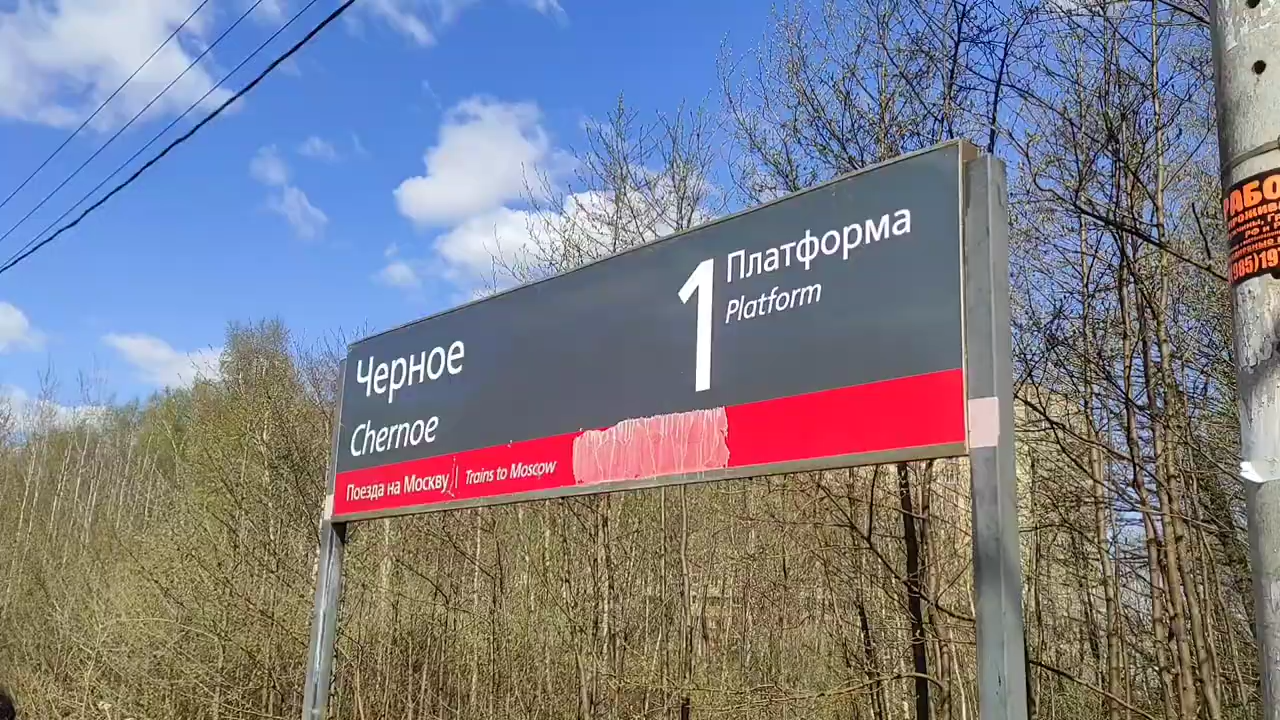 Черное
Chernoe
1
Платформа
Platform
Поезда на Москву
Trains to Moscow